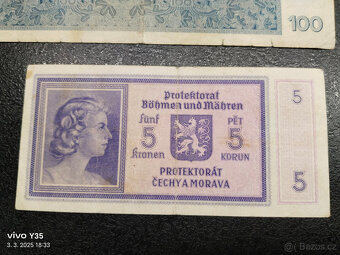 100
Protektorat
Böhmen und Mähren
fünf 5 kronen
PĚT 5 KORUN
PROTEKTORÁT
ČECHY A MORAVA
5
5
vivo Y35
3. 3. 2025 18:33
Bazoš.cz